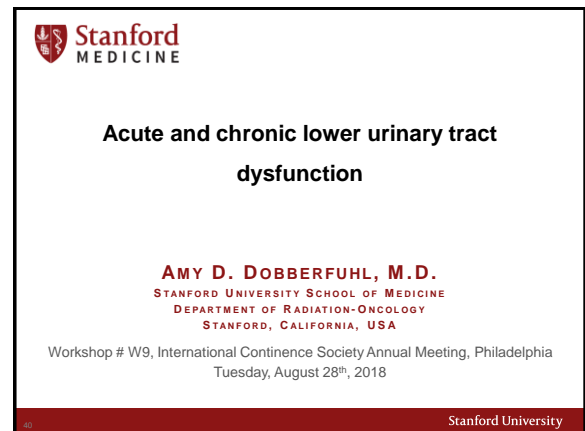 Stanford
MEDICINE
Acute and chronic lower urinary tract
dysfunction
AMY D. DOBBERFUHL, M.D.
STANFORD UNIVERSITY SCHOOL OF MEDICINE
DEPARTMENT OF RADIATION-ONCOLOGY
STANFORD, CALIFORNIA, USA
Workshop # W9, International Continence Society Annual Meeting, Philadelphia
Tuesday, August 28th, 2018
40
Stanford University